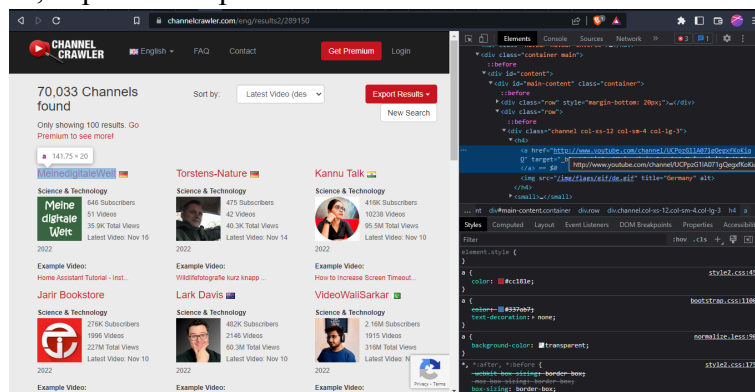 channelcrawler.com/eng/results2/289150
CHANNEL
CRAWLER
English
FAQ
Contact
Get Premium
Login
70,033 Channels
found
Sort by:
Latest Video (des
Export Results
New Search
Only showing 100 results. Go
Premium to see more!
a 141.75 × 20
MeinedigitaleWelt
Science & Technology
Meine
digitale
Welt
646 Subscribers
51 Videos
35.9K Total Views
Latest Video: Nov 16
2022
Example Video:
Home Assistant Tutorial - Inst...
Torstens-Nature
Science & Technology
475 Subscribers
42 Videos
40.3K Total Views
Latest Video: Nov 14
2022
Example Video:
Wildlifefotografie kurz knapp ...
Kannu Talk
Science & Technology
416K Subscribers
10238 Videos
95.5M Total Views
Latest Video: Nov 10
2022
Example Video:
How to Increase Screen Timeout...
Jarir Bookstore
Science & Technology
276K Subscribers
1996 Videos
227M Total Views
Latest Video: Nov 10
2022
Example Video:
Lark Davis
Science & Technology
482K Subscribers
2146 Videos
60.3M Total Views
Latest Video: Nov 10
2022
Example Video:
VideoWaliSarkar
Science & Technology
2.16M Subscribers
1915 Videos
316M Total Views
Latest Video: N
2022
Example Video:
Privacy - Terms
Elements Console Sources Network » 3 1
<div class="container main">
::before
<div id="content">
<div id="main-content" class="container">
::before
<div class="row" style="margin-bottom: 20px;">…</div>
<div class="row">
::before
<div class="channel col-xs-12 col-sm-4 col-lg-3">
<h4>
<a href="http://www.youtube.com/channel/
</a> == $0
<img src="/img/flags/gif/de.gif" title="Germany" alt>
</h4>
<small>…</small>
... nt div#main-content.container div.row div.channel.col-xs-12.col-sm-4.col-lg-3 h4 a
Styles Computed Layout Event Listeners DOM Breakpoints Properties Accessibilit
Filter
:hov .cls +
element.style {
}
a {
style2.css:45
color: #cc181e;
}
a {
bootstrap.css:1100
color: #337ab7;
text-decoration: none;
}
a {
normalize.less:90
background-color: transparent;
}
*, *:after, *:before {
style2.css:179
-webkit-box-sizing: border-box;
-moz-box-sizing: border-box;
box-sizing: border-box;